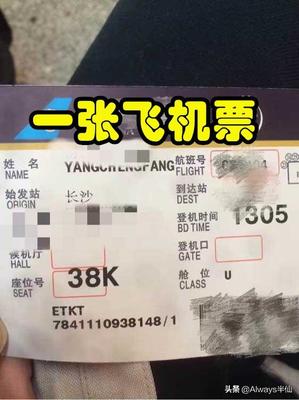 一张飞机票
姓 名 YANGCHENGFANG 航班号
NAME FLIGHT
始发站 长沙 到达站
ORIGIN DEST
登机时间 1305
BD TIME
候机厅 登机口
HALL GATE
座位号 38K 舱 位 U
SEAT CLASS
ETKT
7841110938148/1
头条 @Always半仙